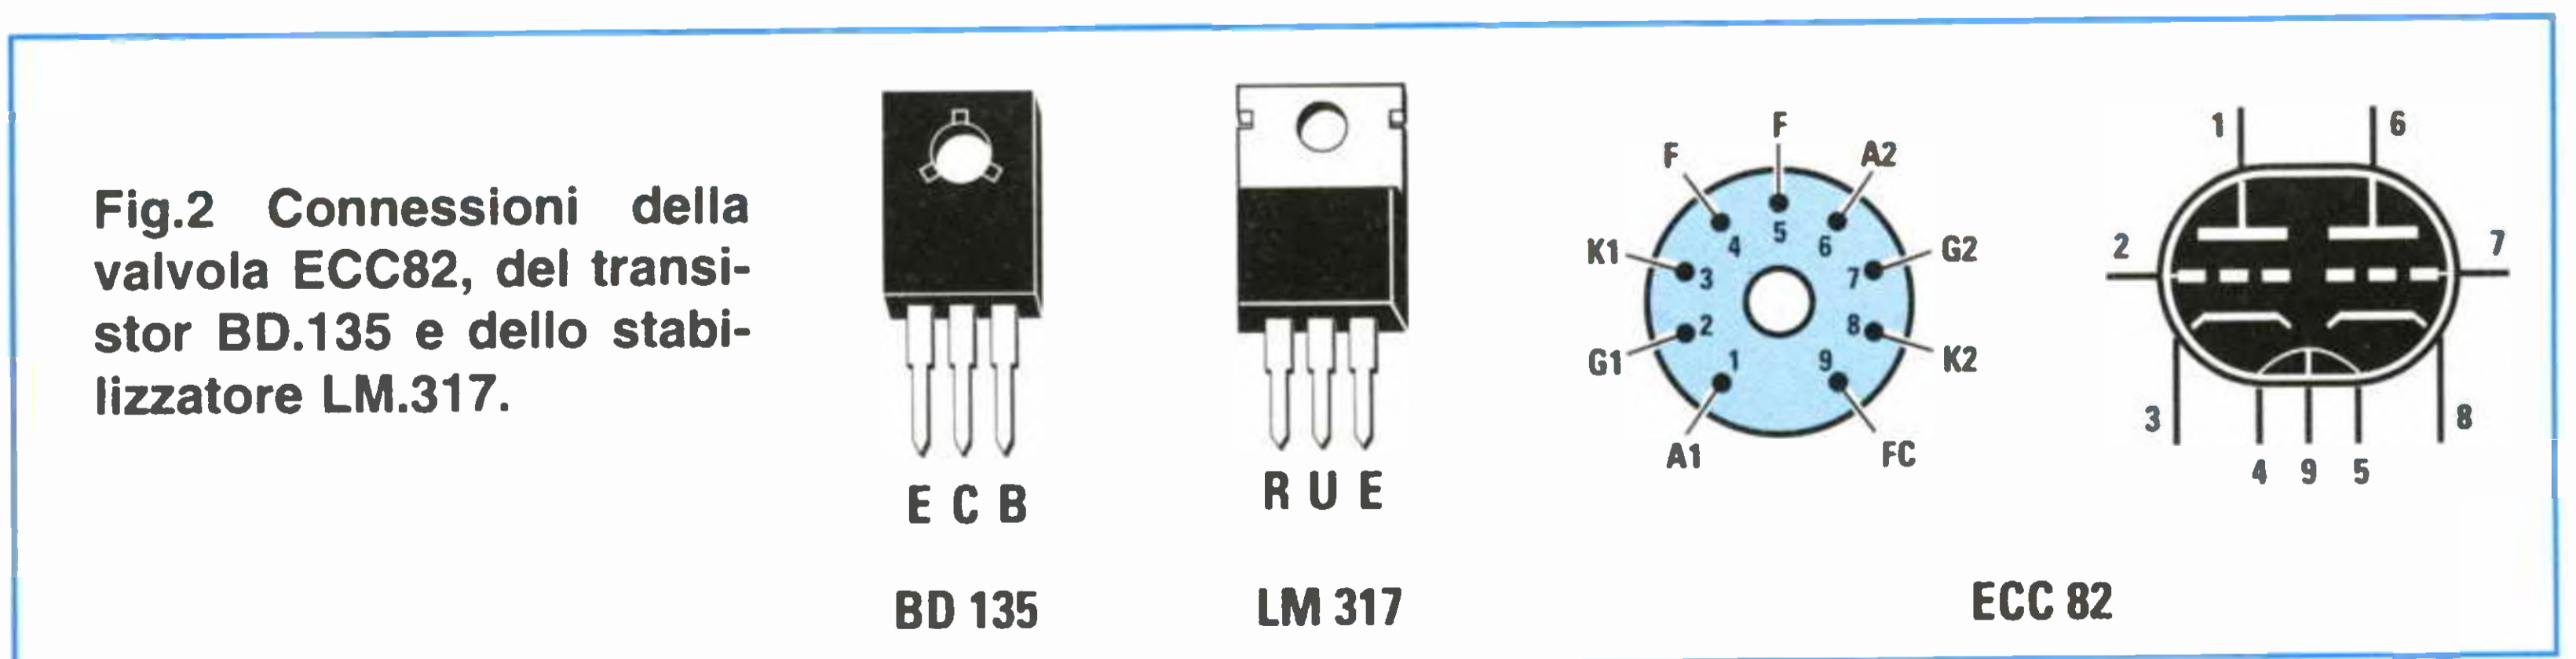 Fig.2 Connessioni della
valvola ECC82, del transi-
stor BD.135 e dello stabi-
lizzatore LM.317.
E C B
BD 135
R U E
LM 317
F
F
A2
K1
G2
G1
K2
A1
FC
4
5
6
3
7
2
8
1
9
1
6
2
7
3
8
4 9 5
ECC 82